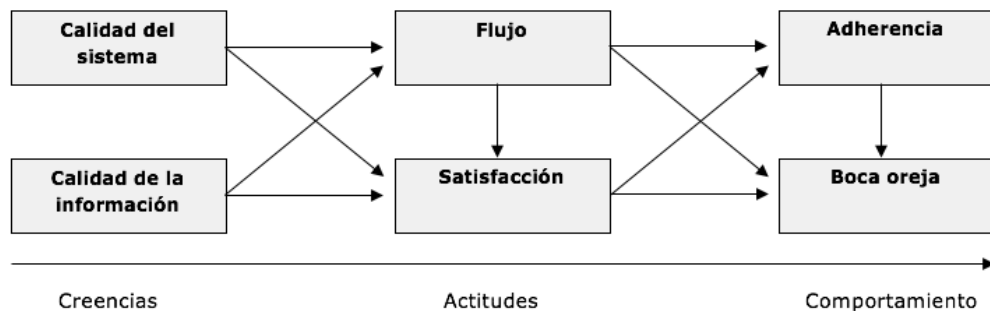 Calidad del
sistema
Flujo
Adherencia
Calidad de la
información
Satisfacción
Boca oreja
Creencias
Actitudes
Comportamiento